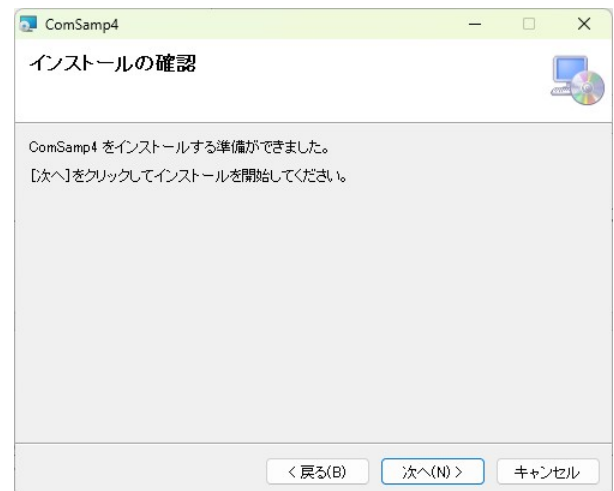 ComSamp4
インストールの確認
ComSamp4 をインストールする準備ができました。
[次へ]をクリックしてインストールを開始してください。
< 戻る(B)
次へ(N) >
キャンセル